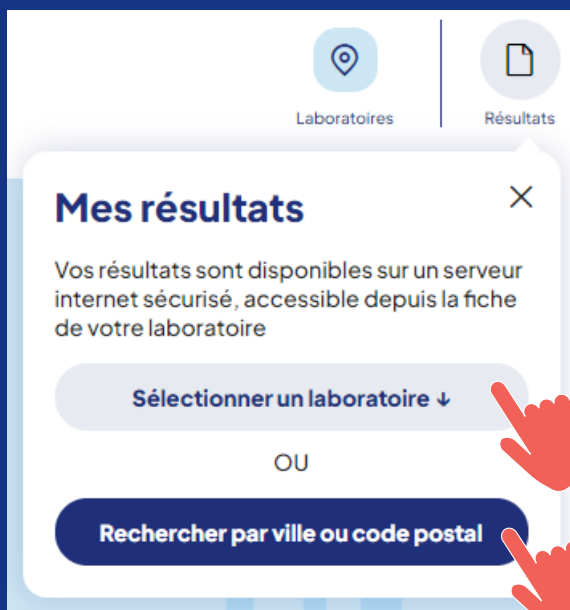 Laboratoires
Résultats
Mes résultats
Vos résultats sont disponibles sur un serveur
internet sécurisé, accessible depuis la fiche
de votre laboratoire
Sélectionner un laboratoire ↓
OU
Rechercher par ville ou code postal